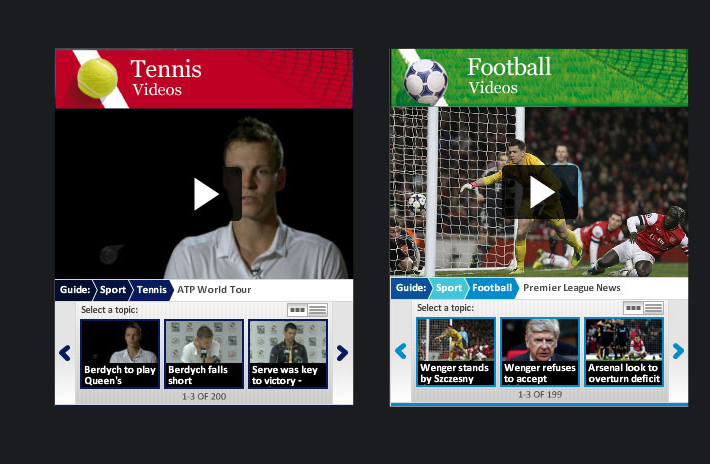 Tennis
Videos
Guide: Sport Tennis ATP World Tour
Select a topic:
Berdych to play
Queen's
Berdych falls
short
Serve was key
to victory -
1-3 OF 200
Football
Videos
Guide: Sport Football Premier League News
Select a topic:
Wenger stands
by Szczesny
Wenger refuses
to accept
Arsenal look to
overturn deficit
1-3 OF 199